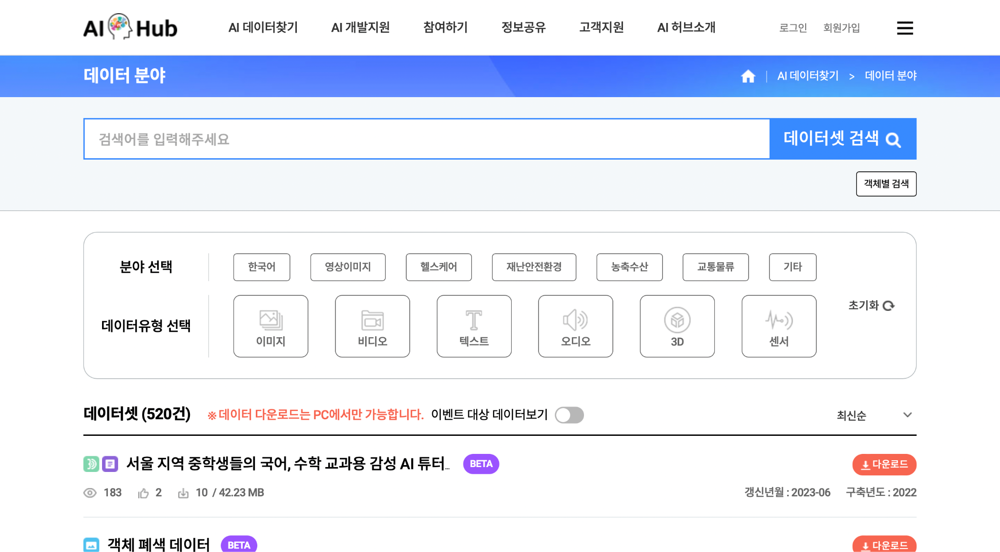 AI Hub
AI 데이터찾기 AI 개발지원 참여하기 정보공유 고객지원 AI 허브소개 로그인 회원가입
데이터 분야
AI 데이터찾기 > 데이터 분야
검색어를 입력해주세요
데이터셋 검색
객체별 검색
분야 선택
한국어 영상이미지 헬스케어 재난안전환경 농축수산 교통물류 기타
데이터유형 선택
이미지 비디오 텍스트 오디오 3D 센서
초기화
데이터셋 (520건) ※ 데이터 다운로드는 PC에서만 가능합니다. 이벤트 대상 데이터보기
최신순
서울 지역 중학생들의 국어, 수학 교과용 감성 AI 튜터... BETA
다운로드
183 2 10 / 42.23 MB
갱신년월 : 2023-06 구축년도 : 2022
객체 폐색 데이터 BETA
다운로드